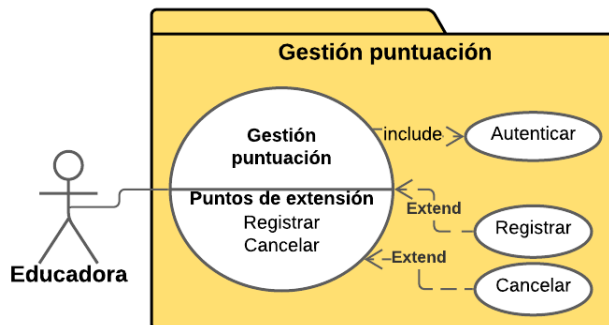 Gestión puntuación
Gestión
puntuación
include
Autenticar
Puntos de extensión
Registrar
Cancelar
Extend
Registrar
Extend
Cancelar
Educadora